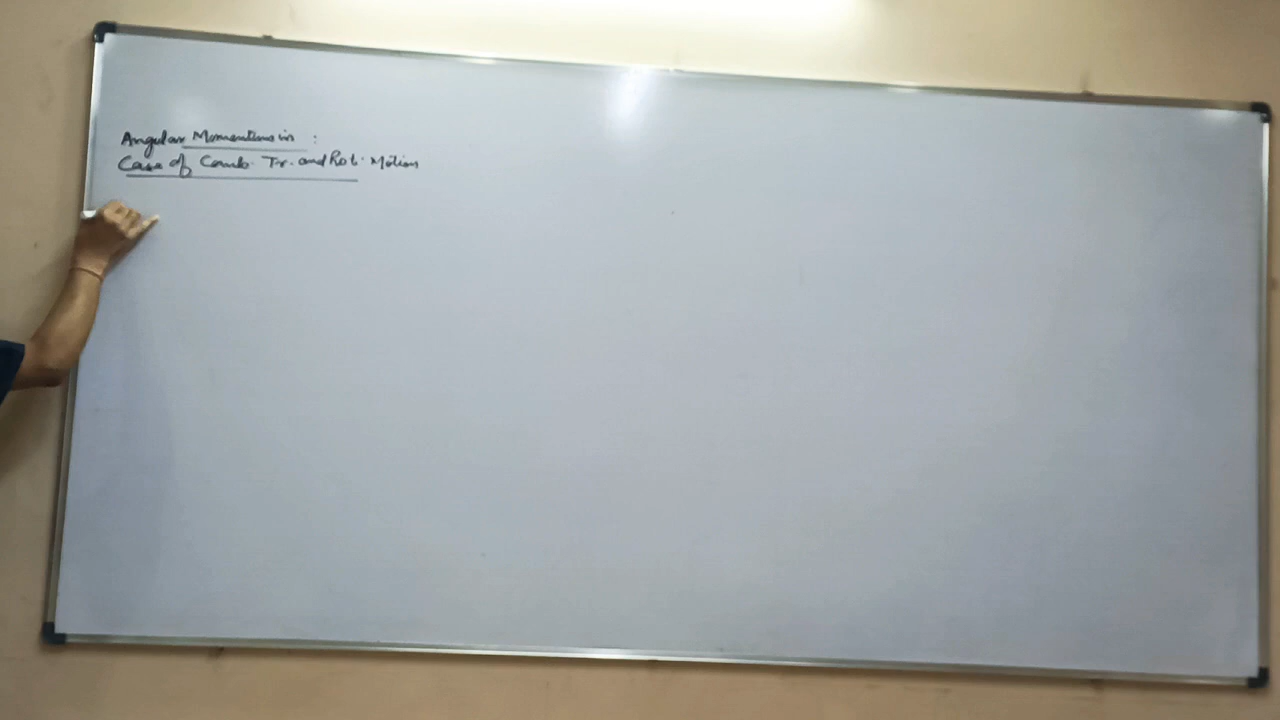 Angular Momentum in :
Case of Comb. Tr. and Rot. Motion